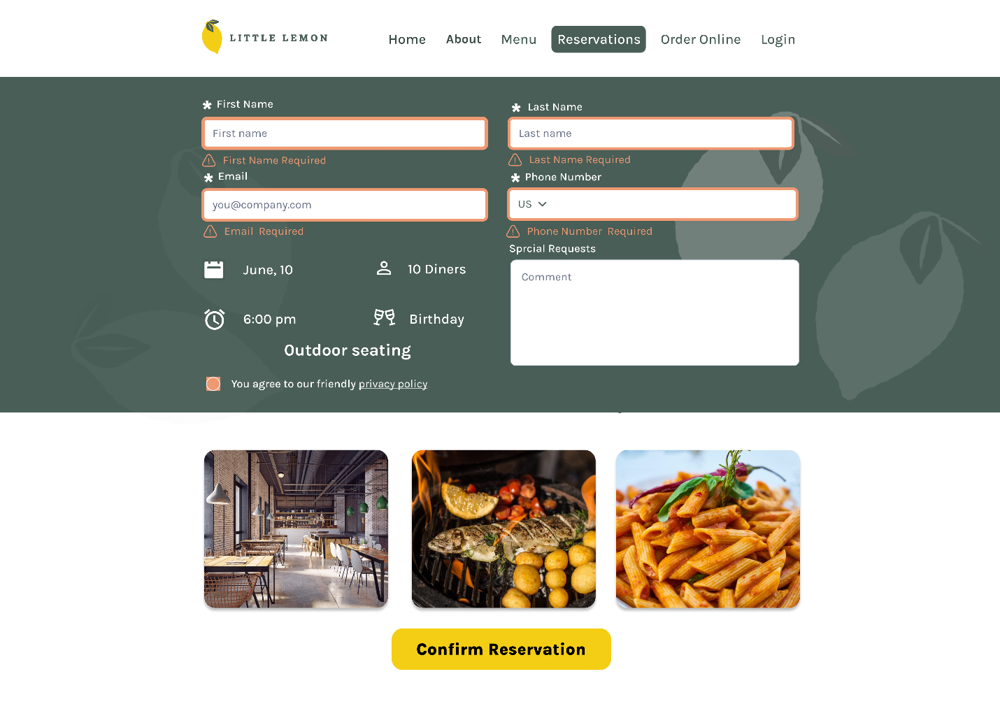 LITTLE LEMON
Home About Menu Reservations Order Online Login
* First Name
* Last Name
First name
Last name
First Name Required
Last Name Required
* Email
* Phone Number
you@company.com
US
Email Required
Phone Number Required
Sprcial Requests
June, 10
10 Diners
Comment
6:00 pm
Birthday
Outdoor seating
You agree to our friendly privacy policy
Confirm Reservation